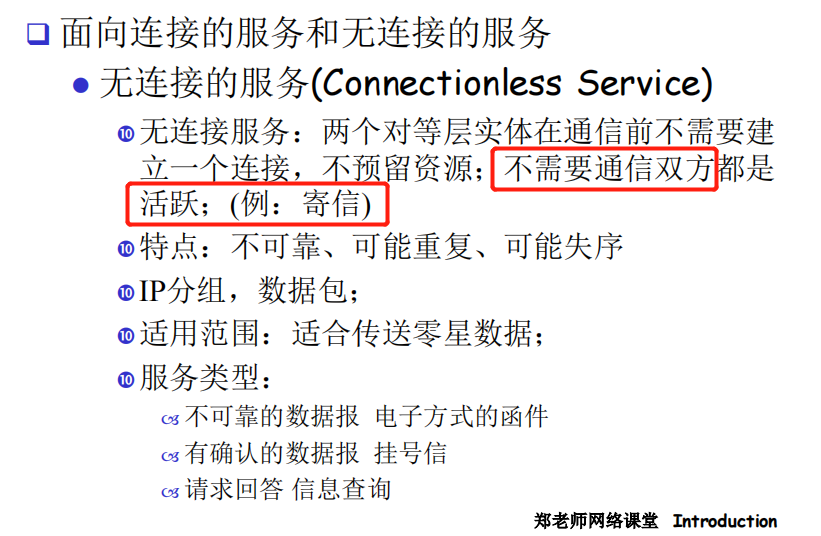 面向连接的服务和无连接的服务
无连接的服务(Connectionless Service)
无连接服务：两个对等层实体在通信前不需要建
立一个连接，不预留资源；不需要通信双方都是
活跃；(例：寄信)
特点：不可靠、可能重复、可能失序
IP分组，数据包；
适用范围：适合传送零星数据；
服务类型：
不可靠的数据报 电子方式的函件
有确认的数据报 挂号信
请求回答 信息查询
郑老师网络课堂 Introduction